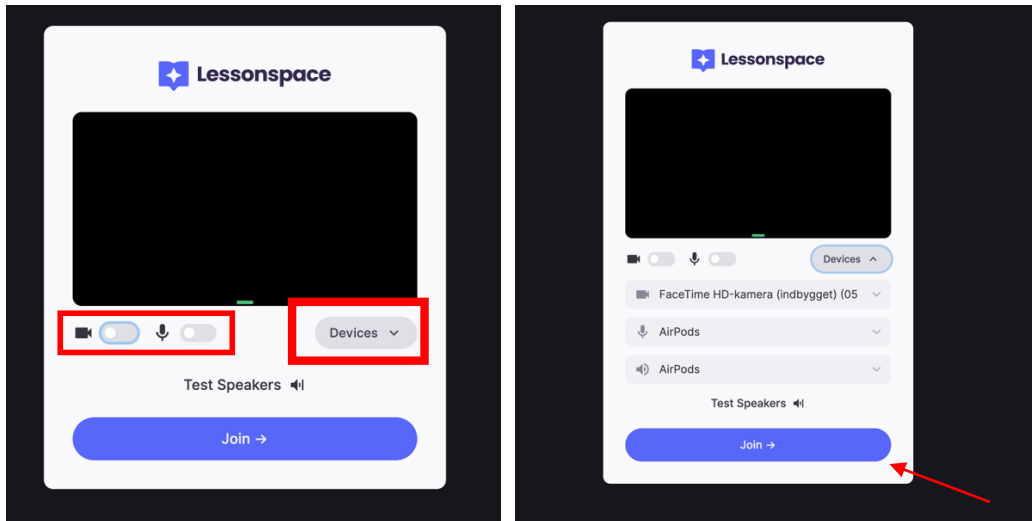 Lessonspace
Devices
Test Speakers
Join →
Lessonspace
Devices
FaceTime HD-kamera (indbygget) (05
AirPods
AirPods
Test Speakers
Join →